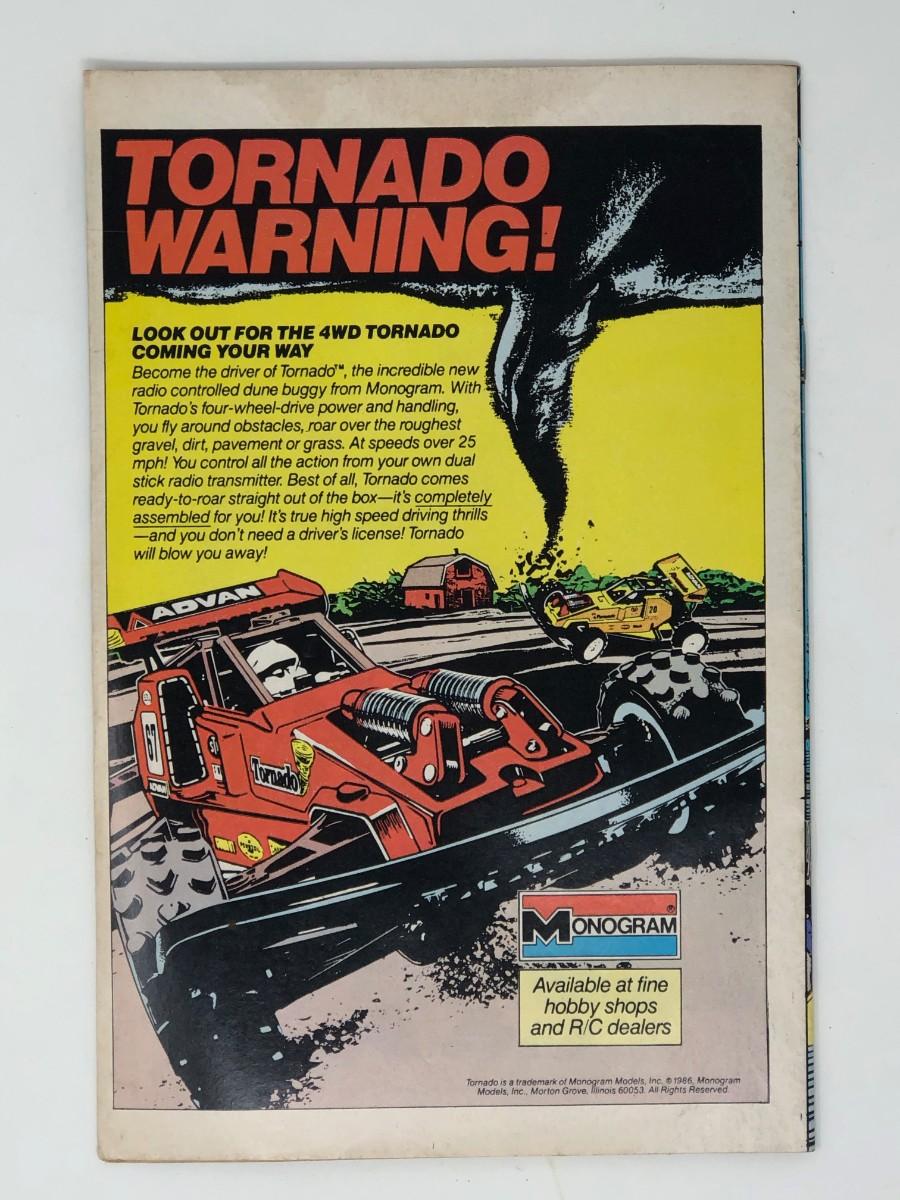 TORNADO
WARNING!
LOOK OUT FOR THE 4WD TORNADO
COMING YOUR WAY
Become the driver of Tornado™, the incredible new
radio controlled dune buggy from Monogram. With
Tornado's four-wheel-drive power and handling,
you fly around obstacles, roar over the roughest
gravel, dirt, pavement or grass. At speeds over 25
mph! You control all the action from your own dual
stick radio transmitter. Best of all, Tornado comes
ready-to-roar straight out of the box—it's completely
assembled for you! It's true high speed driving thrills
—and you don't need a driver's license! Tornado
will blow you away!
ADVAN
20
67
ADVAN
Tornado
MONOGRAM®
Available at fine
hobby shops
and R/C dealers
Tornado is a trademark of Monogram Models, Inc. © 1986, Monogram
Models, Inc., Morton Grove, Illinois 60053. All Rights Reserved.